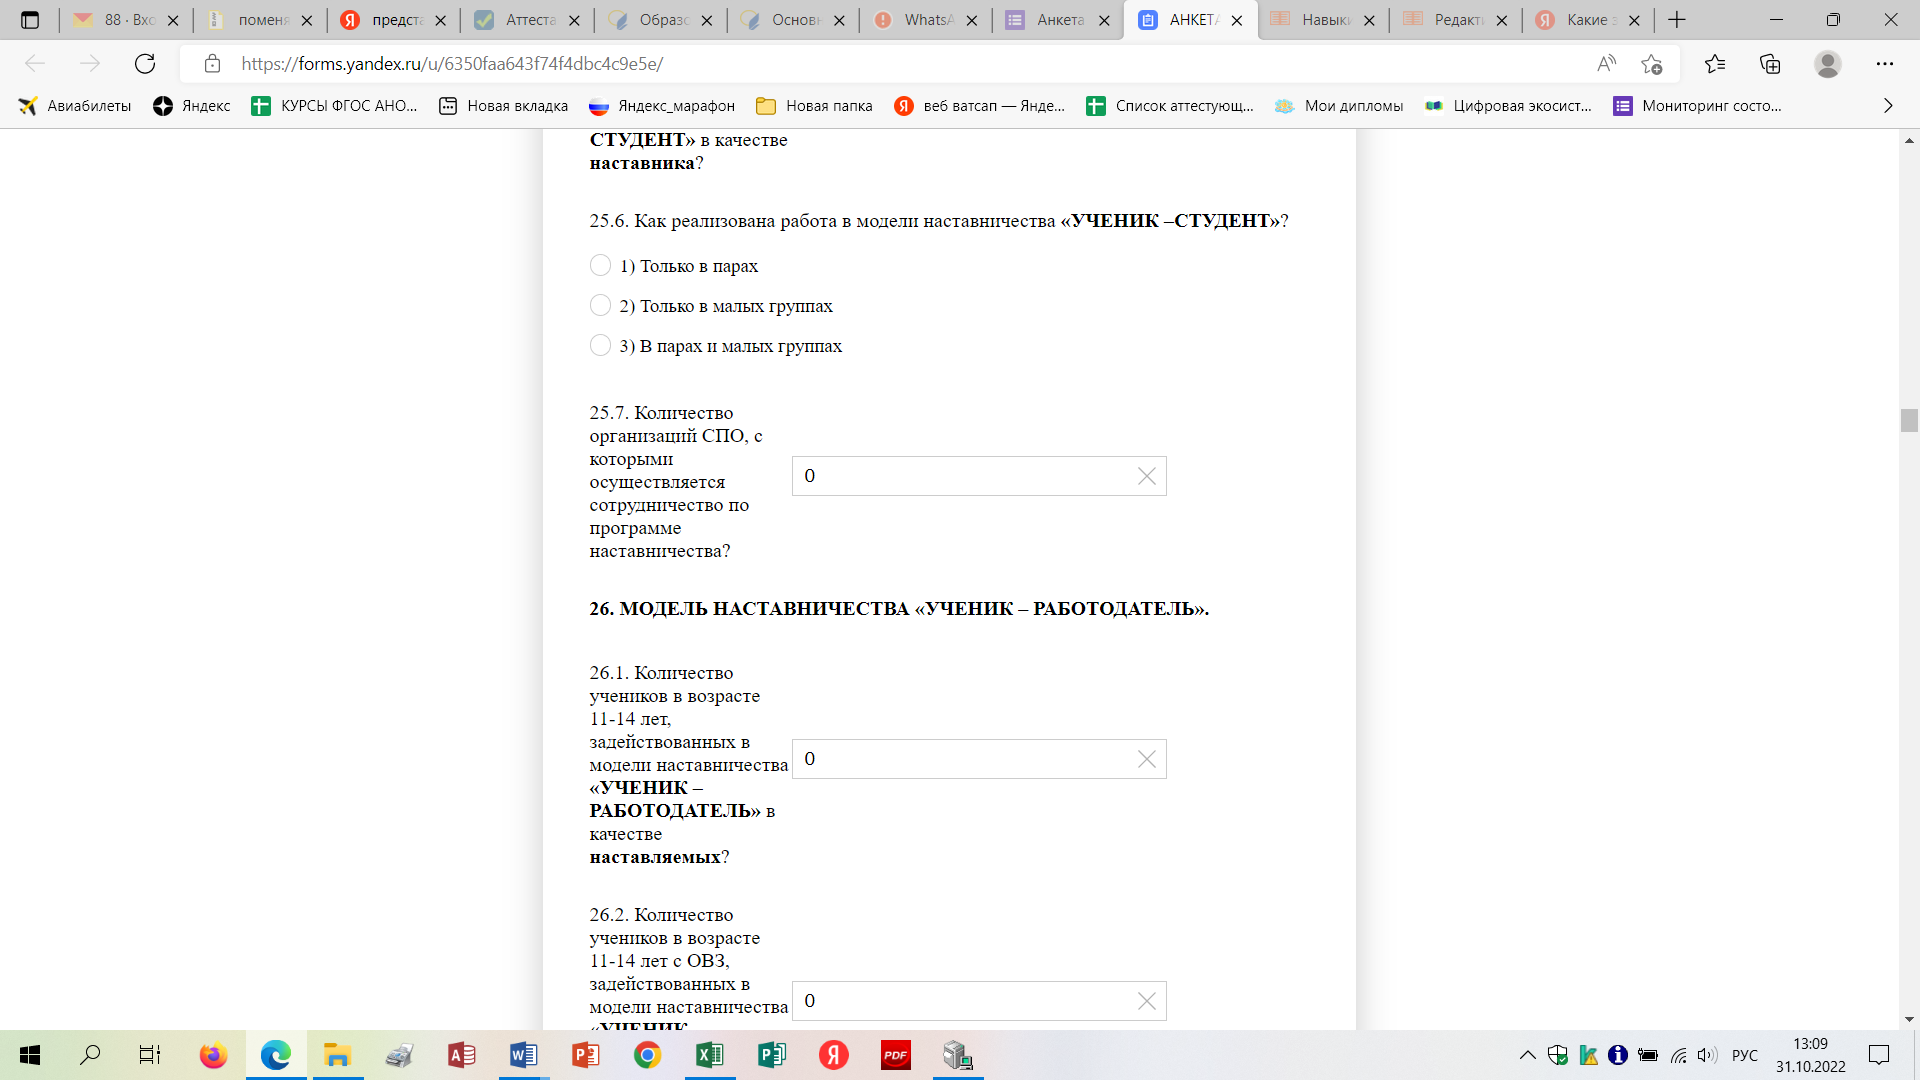 88 · Вхо
поменя
предста
Аттеста
Образо
Основн
WhatsA
Анкета
АНКЕТА
Навыки
Редакти
Какие з
https://forms.yandex.ru/u/6350faa643f74f4dbc4c9e5e/
Авиабилеты
Яндекс
КУРСЫ ФГОС АНО...
Новая вкладка
Яндекс_марафон
Новая папка
веб ватсап — Янде...
Список аттестующ...
Мои дипломы
Цифровая экосист...
Мониторинг состо...
СТУДЕНТ» в качестве
наставника?
25.6. Как реализована работа в модели наставничества «УЧЕНИК –СТУДЕНТ»?
1) Только в парах
2) Только в малых группах
3) В парах и малых группах
25.7. Количество
организаций СПО, с
которыми
осуществляется
сотрудничество по
программе
наставничества?
0
26. МОДЕЛЬ НАСТАВНИЧЕСТВА «УЧЕНИК – РАБОТОДАТЕЛЬ».
26.1. Количество
учеников в возрасте
11-14 лет,
задействованных в
модели наставничества
«УЧЕНИК –
РАБОТОДАТЕЛЬ» в
качестве
наставляемых?
0
26.2. Количество
учеников в возрасте
11-14 лет с ОВЗ,
задействованных в
модели наставничества
«УЧЕНИК
0
PDF
РУС
13:09
31.10.2022